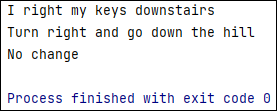 I right my keys downstairs
Turn right and go down the hill
No change
Process finished with exit code 0